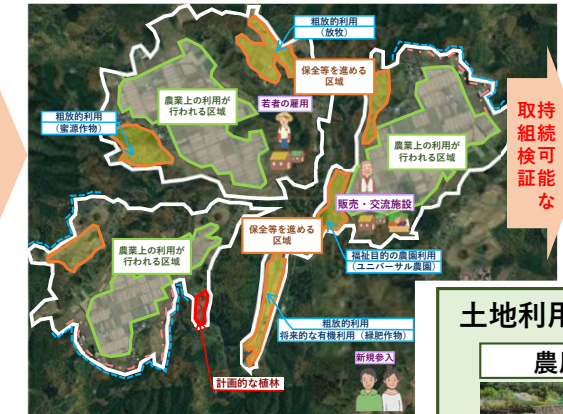 粗放的利用
（放牧）
保全等を進める
区域
農業上の利用が
行われる区域
若者の雇用
粗放的利用
（蜜源作物）
農業上の利用が
行われる区域
持続可能な
取組検証
販売・交流施設
保全等を進める
区域
農業上の利用が
行われる区域
福祉目的の農園利用
（ユニバーサル農園）
粗放的利用
将来的な有機利用（緑肥作物）
新規参入
計画的な植林
土地利用